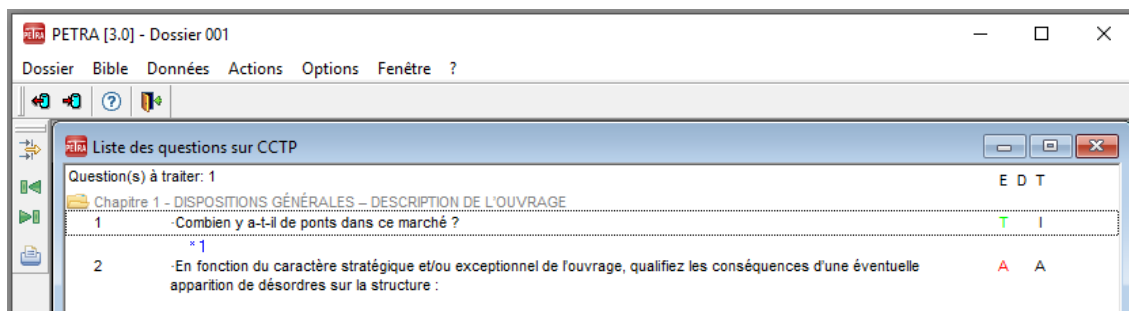 PETRA PETRA [3.0] - Dossier 001
Dossier Bible Données Actions Options Fenêtre ?
PETRA Liste des questions sur CCTP
Question(s) à traiter: 1 E D T
Chapitre 1 - DISPOSITIONS GÉNÉRALES – DESCRIPTION DE L'OUVRAGE
1 -Combien y a-t-il de ponts dans ce marché ? T I
* 1
2 -En fonction du caractère stratégique et/ou exceptionnel de l'ouvrage, qualifiez les conséquences d'une éventuelle A A
apparition de désordres sur la structure :